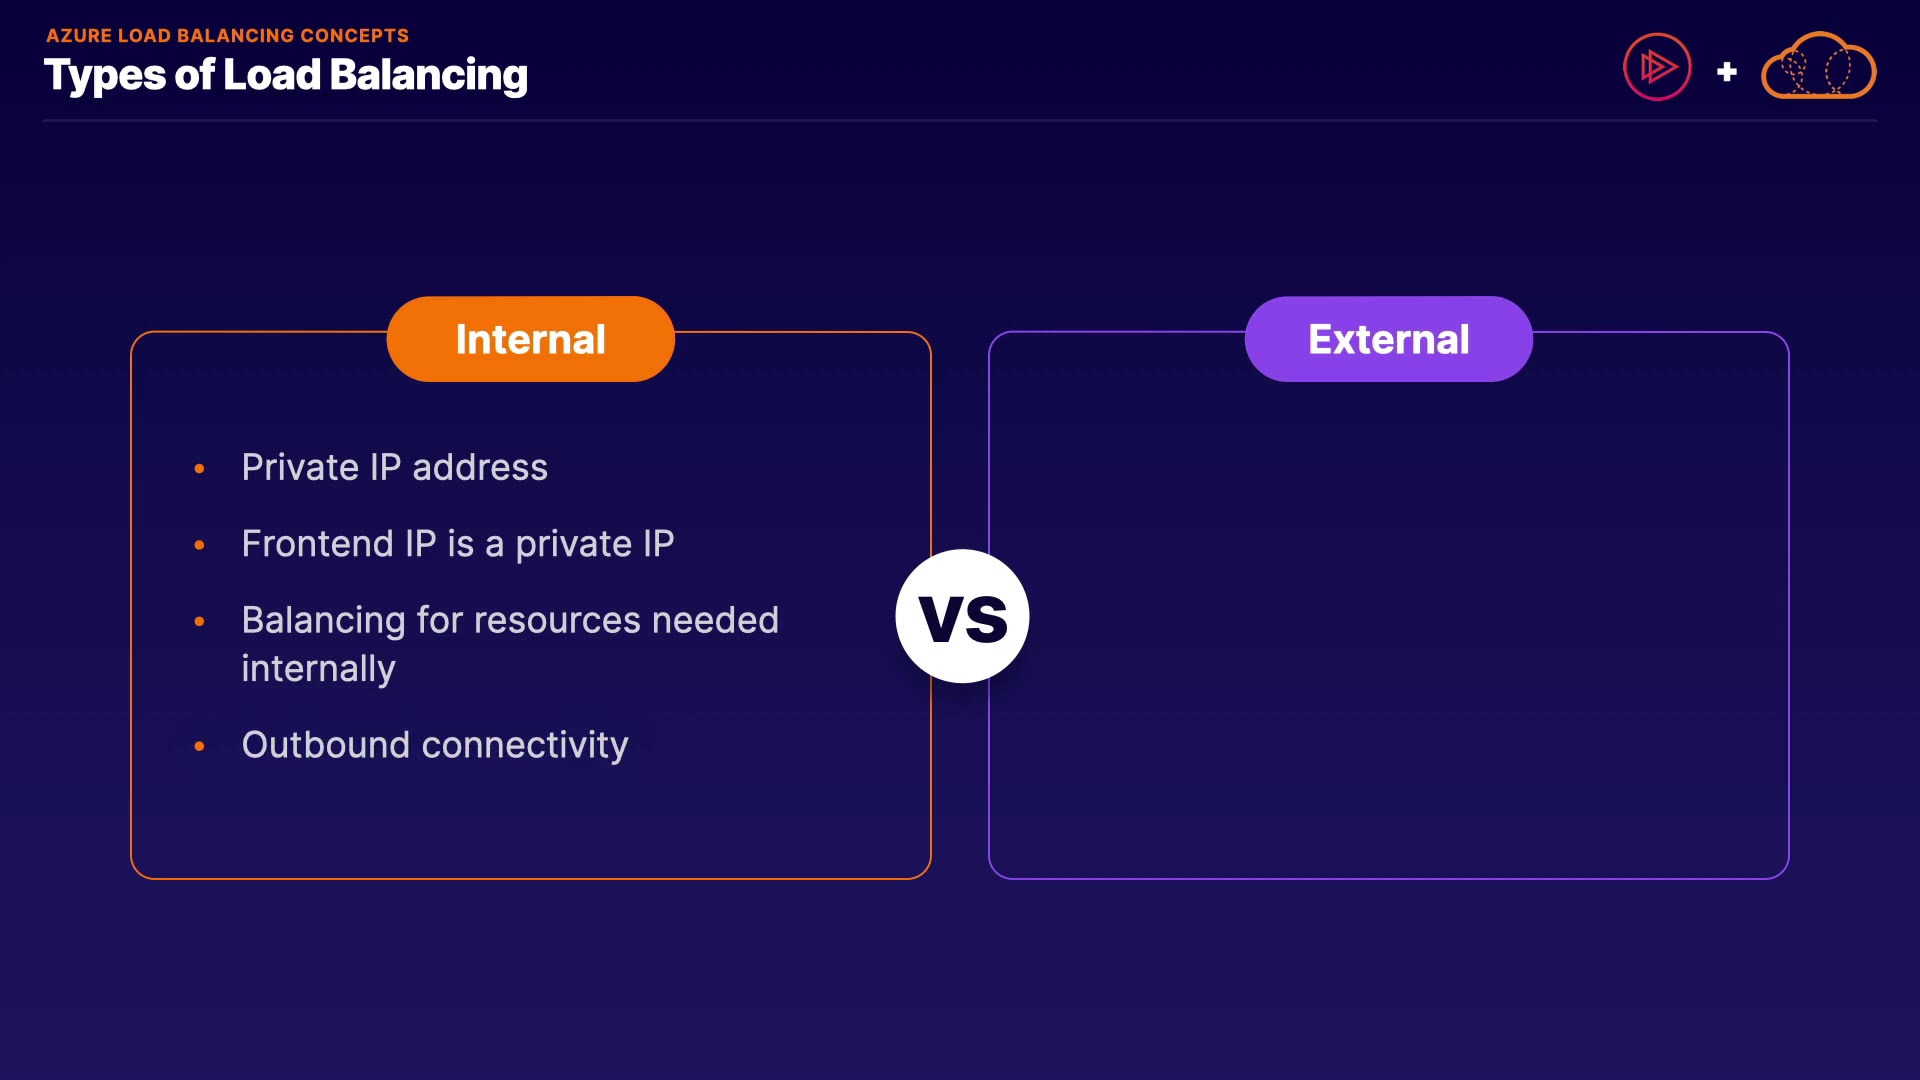 AZURE LOAD BALANCING CONCEPTS
Types of Load Balancing
+
Internal
External
• Private IP address
• Frontend IP is a private IP
• Balancing for resources needed
internally
• Outbound connectivity
VS